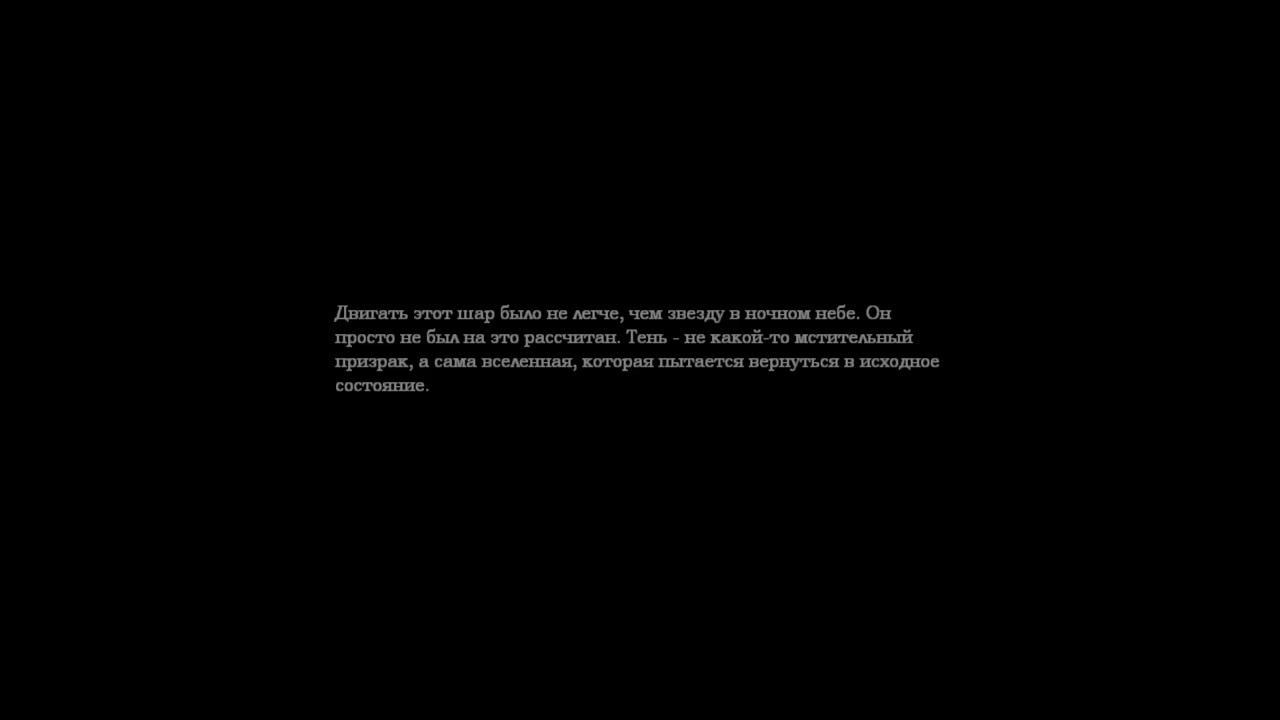 Двигать этот шар было не легче, чем звезду в ночном небе. Он
просто не был на это рассчитан. Тень - не какой-то мстительный
призрак, а сама вселенная, которая пытается вернуться в исходное
состояние.